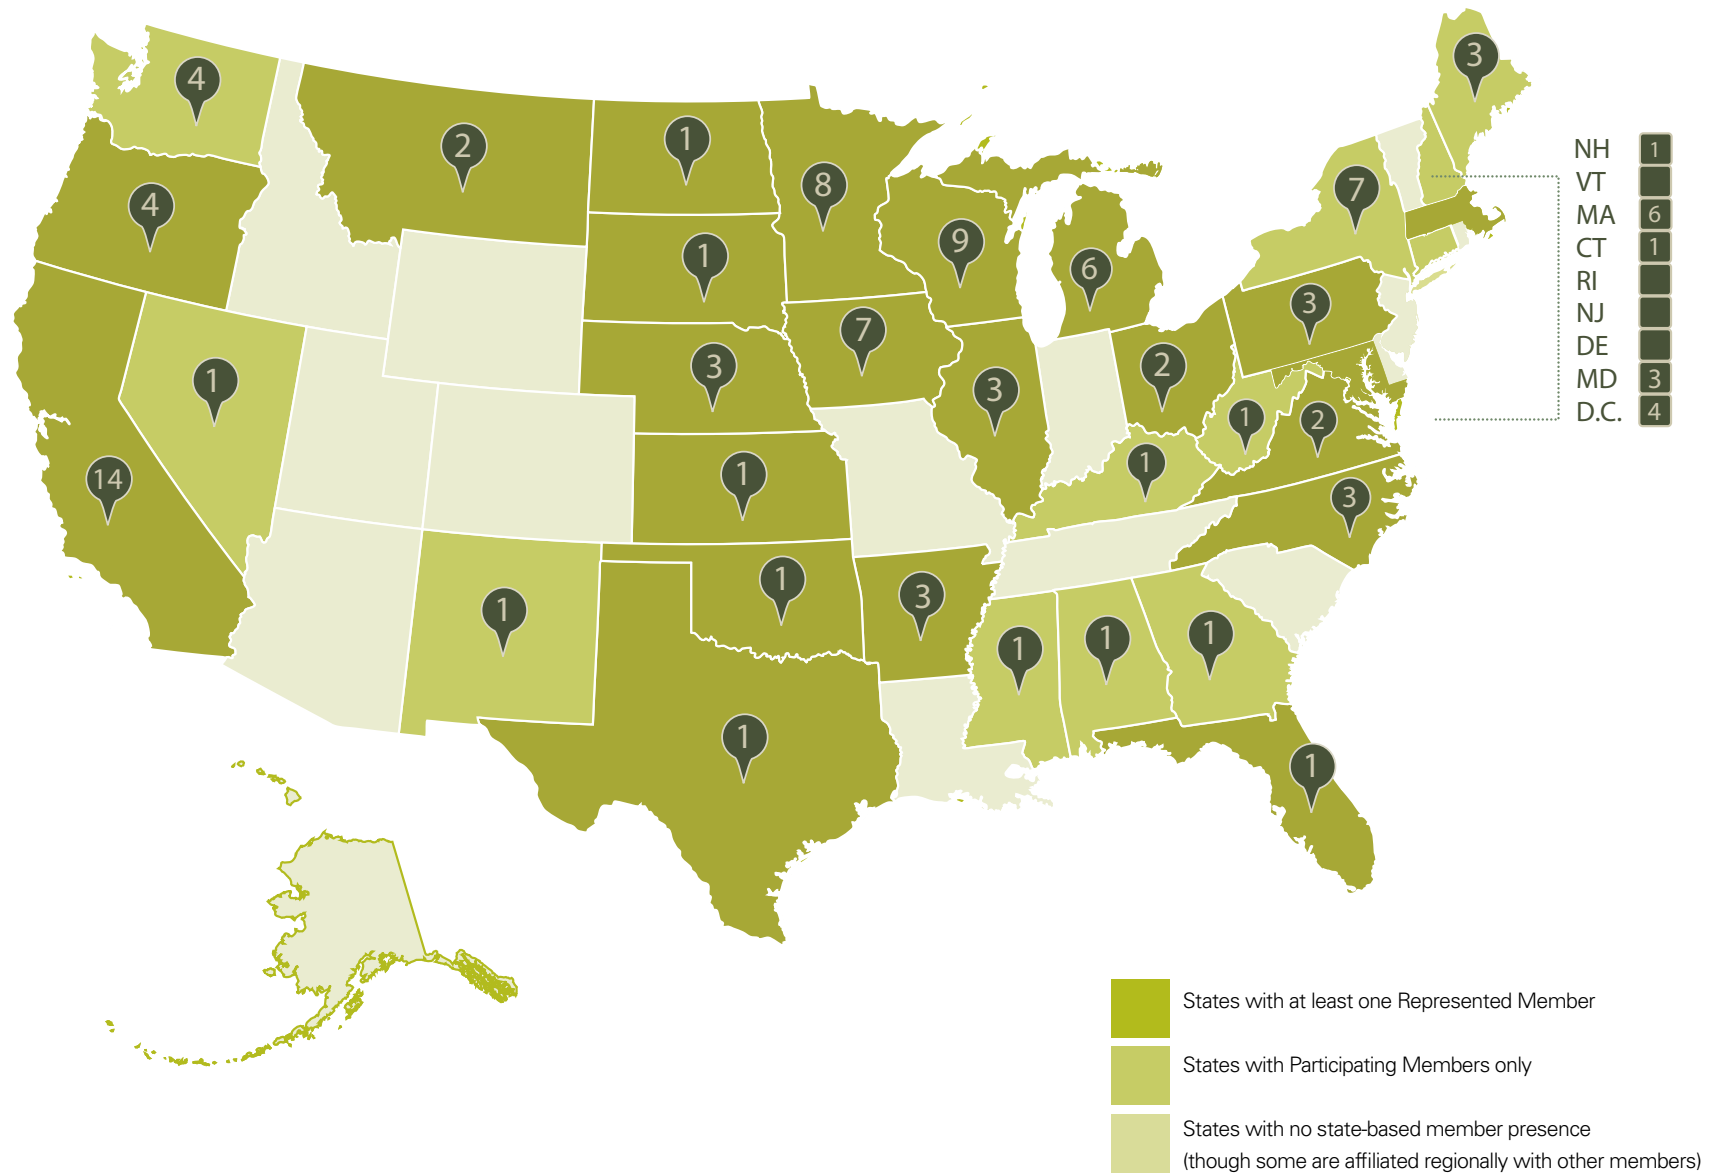 3
4
1
2
8
7
4
9
1
6
3
7
3
2
1
3
1
2
1
14
1
3
1
3
1
1
1
1
1
1
1
NH 1
VT
MA 6
CT 1
RI
NJ
DE
MD 3
D.C. 4
States with at least one Represented Member
States with Participating Members only
States with no state-based member presence
(though some are affiliated regionally with other members)